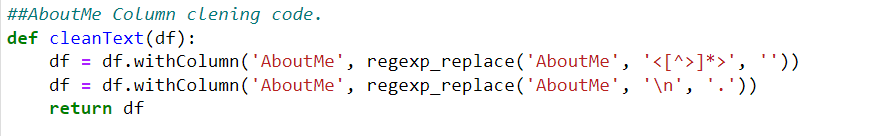 ##AboutMe Column clening code.
def cleanText(df):
    df = df.withColumn('AboutMe', regexp_replace('AboutMe', '<[^>]*>', ''))
    df = df.withColumn('AboutMe', regexp_replace('AboutMe', '\n', '.'))
    return df